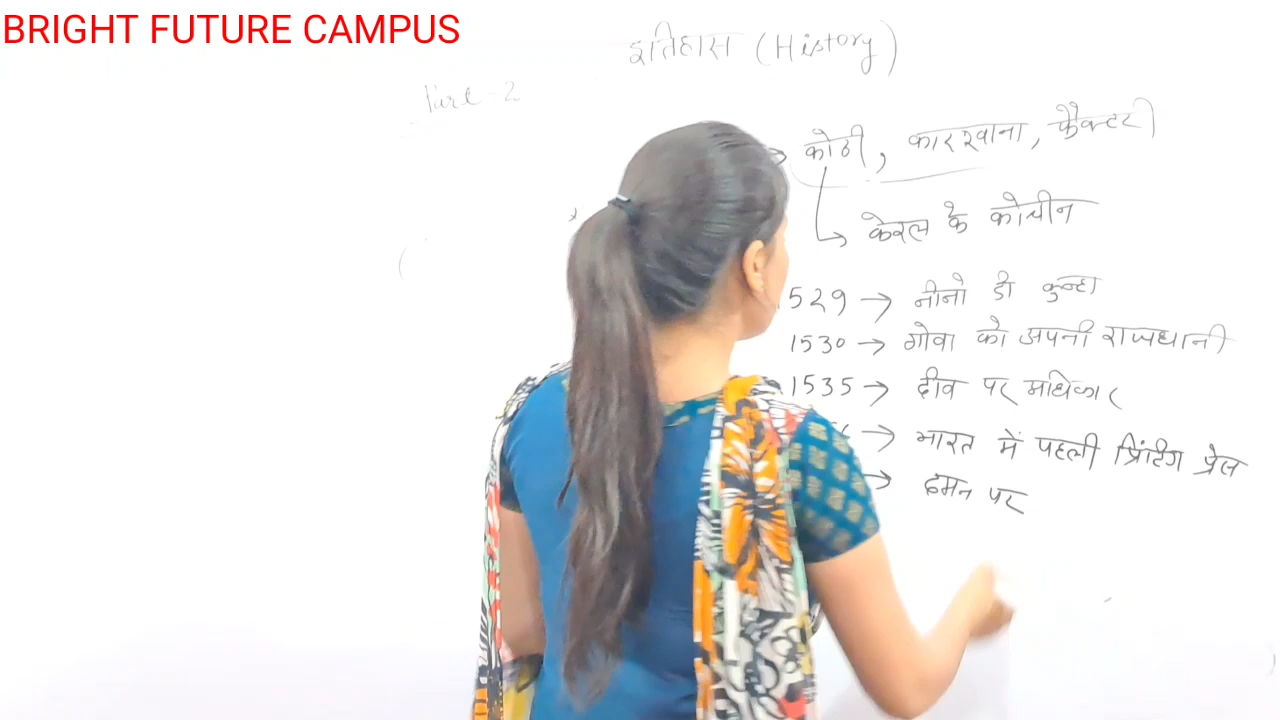 BRIGHT FUTURE CAMPUS
इतिहास (History)
Part-2
→ कोठी, कारखाना, फैक्टरी
→ केरल के कोचीन
1529 → नीनो डी कुन्हा
1530 → गोवा को अपनी राजधानी
1535 → दीव पर अधिकार
→ भारत में पहली प्रिंटिंग प्रेस
→ दमन पर